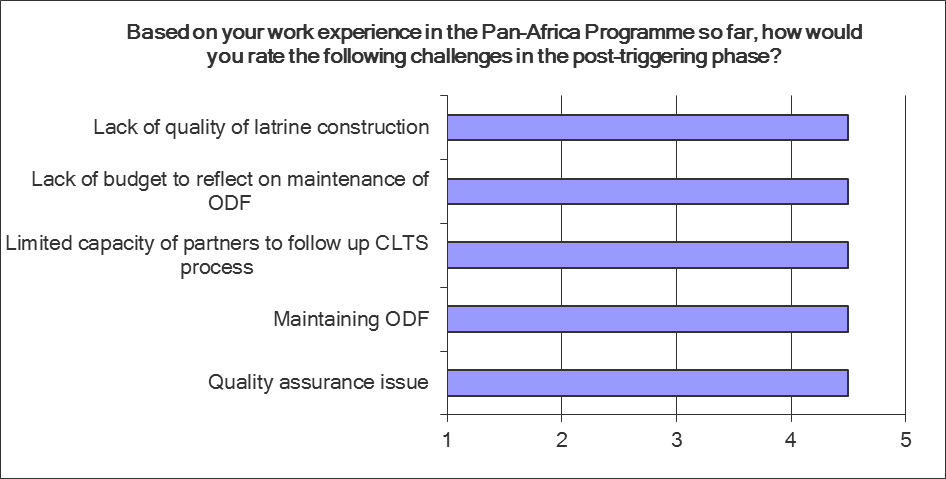 Based on your work experience in the Pan-Africa Programme so far, how would
you rate the following challenges in the post-triggering phase?
Lack of quality of latrine construction
Lack of budget to reflect on maintenance of
ODF
Limited capacity of partners to follow up CLTS
process
Maintaining ODF
Quality assurance issue
1 2 3 4 5